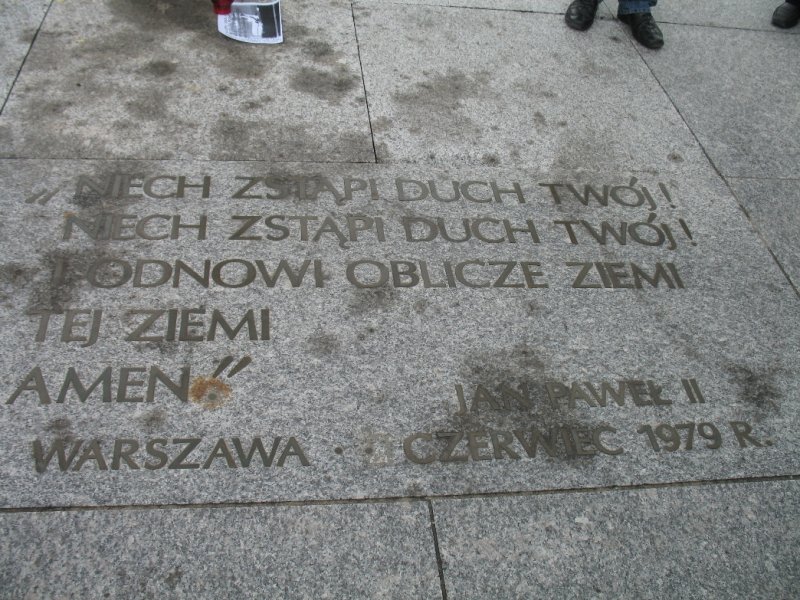 „NIECH ZSTĄPI DUCH TWÓJ!
NIECH ZSTĄPI DUCH TWÓJ!
I ODNOWI OBLICZE ZIEMI
TEJ ZIEMI
AMEN”
JAN PAWEŁ II
WARSZAWA · CZERWIEC 1979 R.